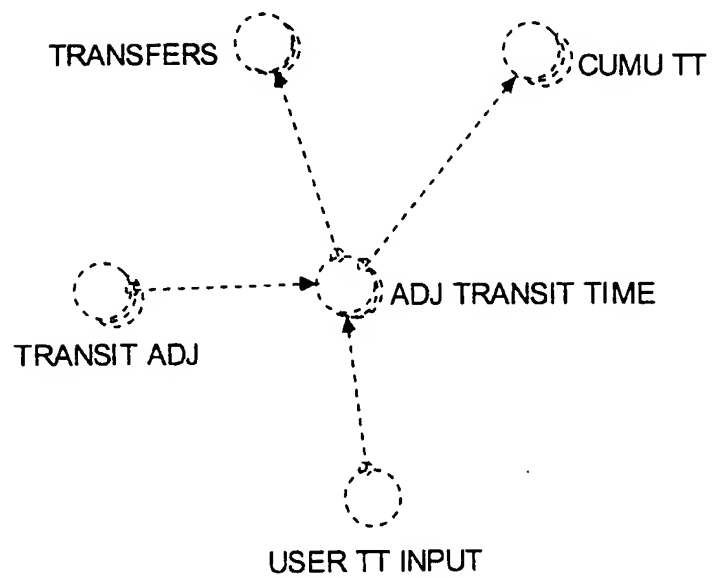 TRANSFERS
CUMU TT
ADJ TRANSIT TIME
TRANSIT ADJ
USER TT INPUT